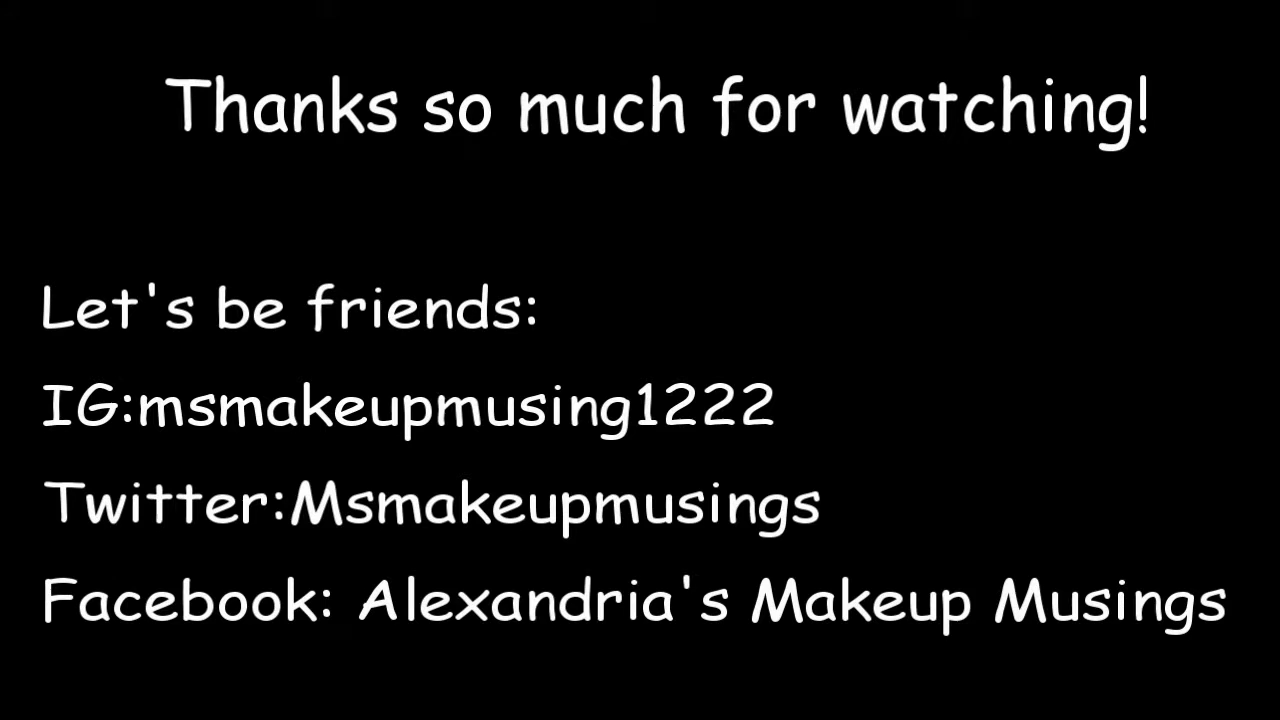 Thanks so much for watching!
Let's be friends:
IG:msmakeupmusing1222
Twitter:Msmakeupmusings
Facebook: Alexandria's Makeup Musings